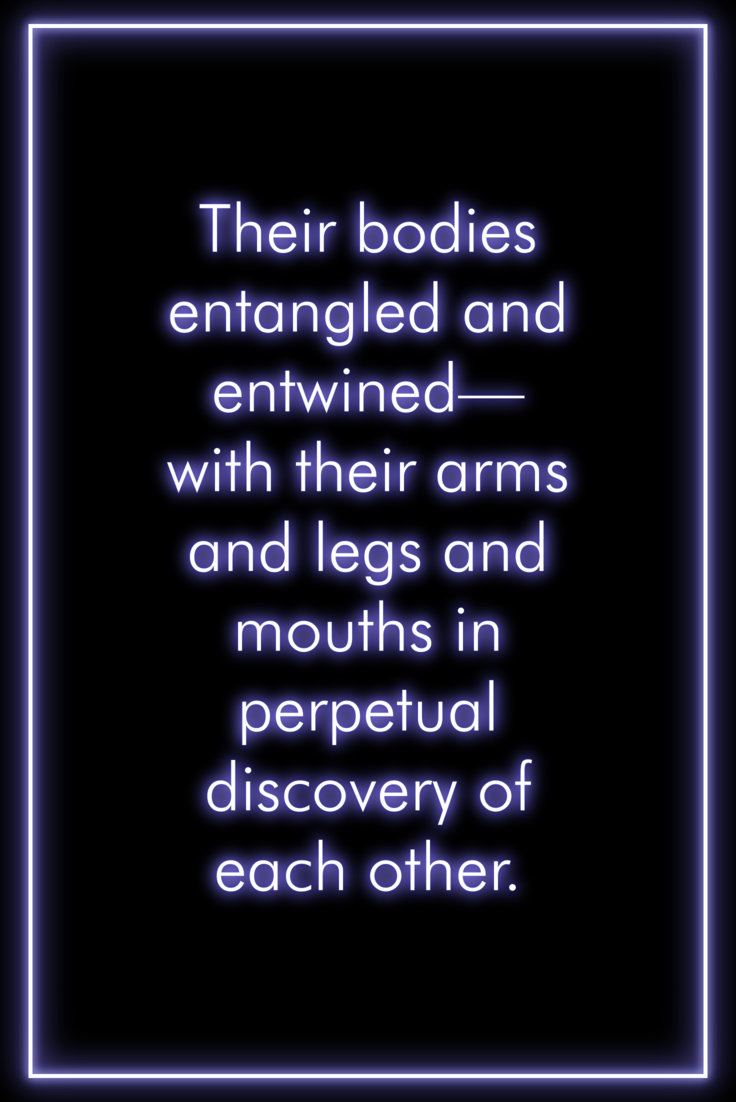 Their bodies
entangled and
entwined—
with their arms
and legs and
mouths in
perpetual
discovery of
each other.